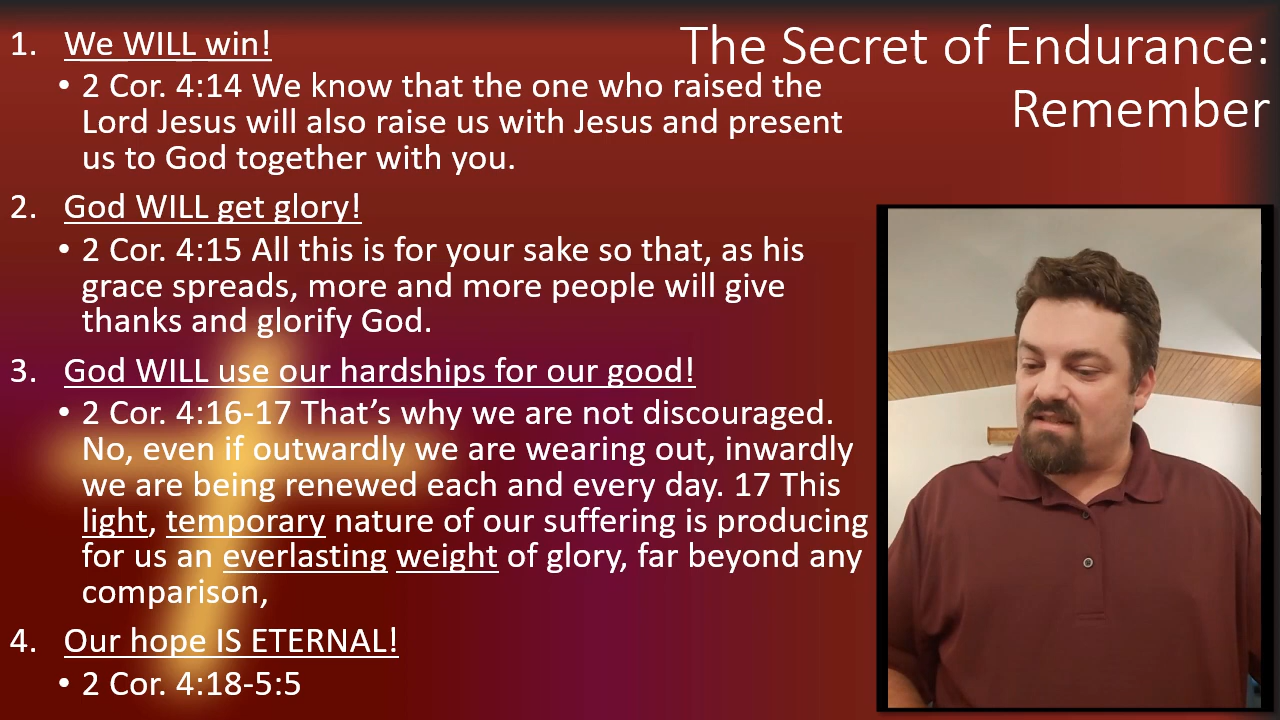 The Secret of Endurance:
Remember
1. We WILL win!
• 2 Cor. 4:14 We know that the one who raised the
Lord Jesus will also raise us with Jesus and present
us to God together with you.
2. God WILL get glory!
• 2 Cor. 4:15 All this is for your sake so that, as his
grace spreads, more and more people will give
thanks and glorify God.
3. God WILL use our hardships for our good!
• 2 Cor. 4:16-17 That’s why we are not discouraged.
No, even if outwardly we are wearing out, inwardly
we are being renewed each and every day. 17 This
light, temporary nature of our suffering is producing
for us an everlasting weight of glory, far beyond any
comparison,
4. Our hope IS ETERNAL!
• 2 Cor. 4:18-5:5